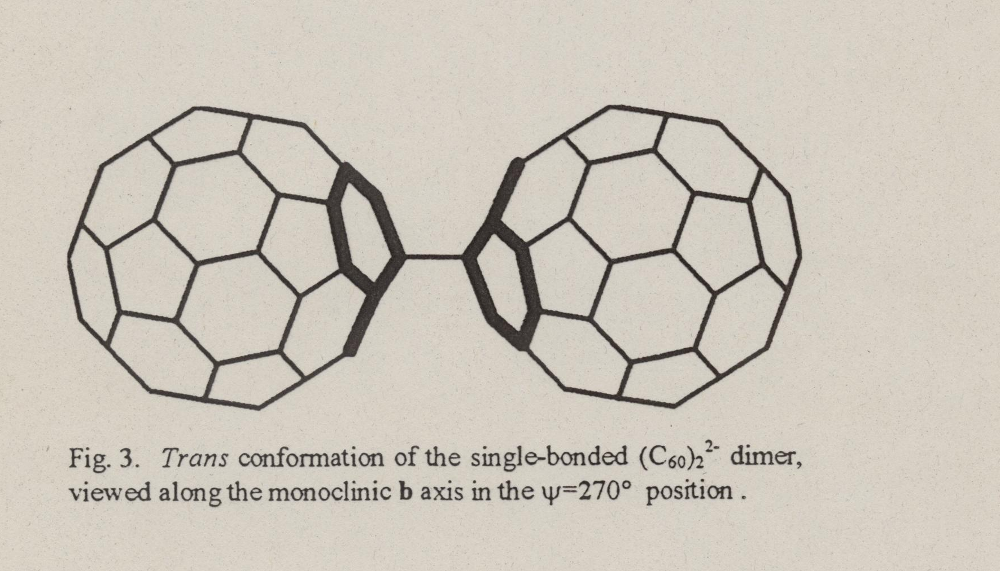 Fig. 3. Trans conformation of the single-bonded (C₆₀)₂²⁻ dimer,
viewed along the monoclinic b axis in the ψ=270° position .